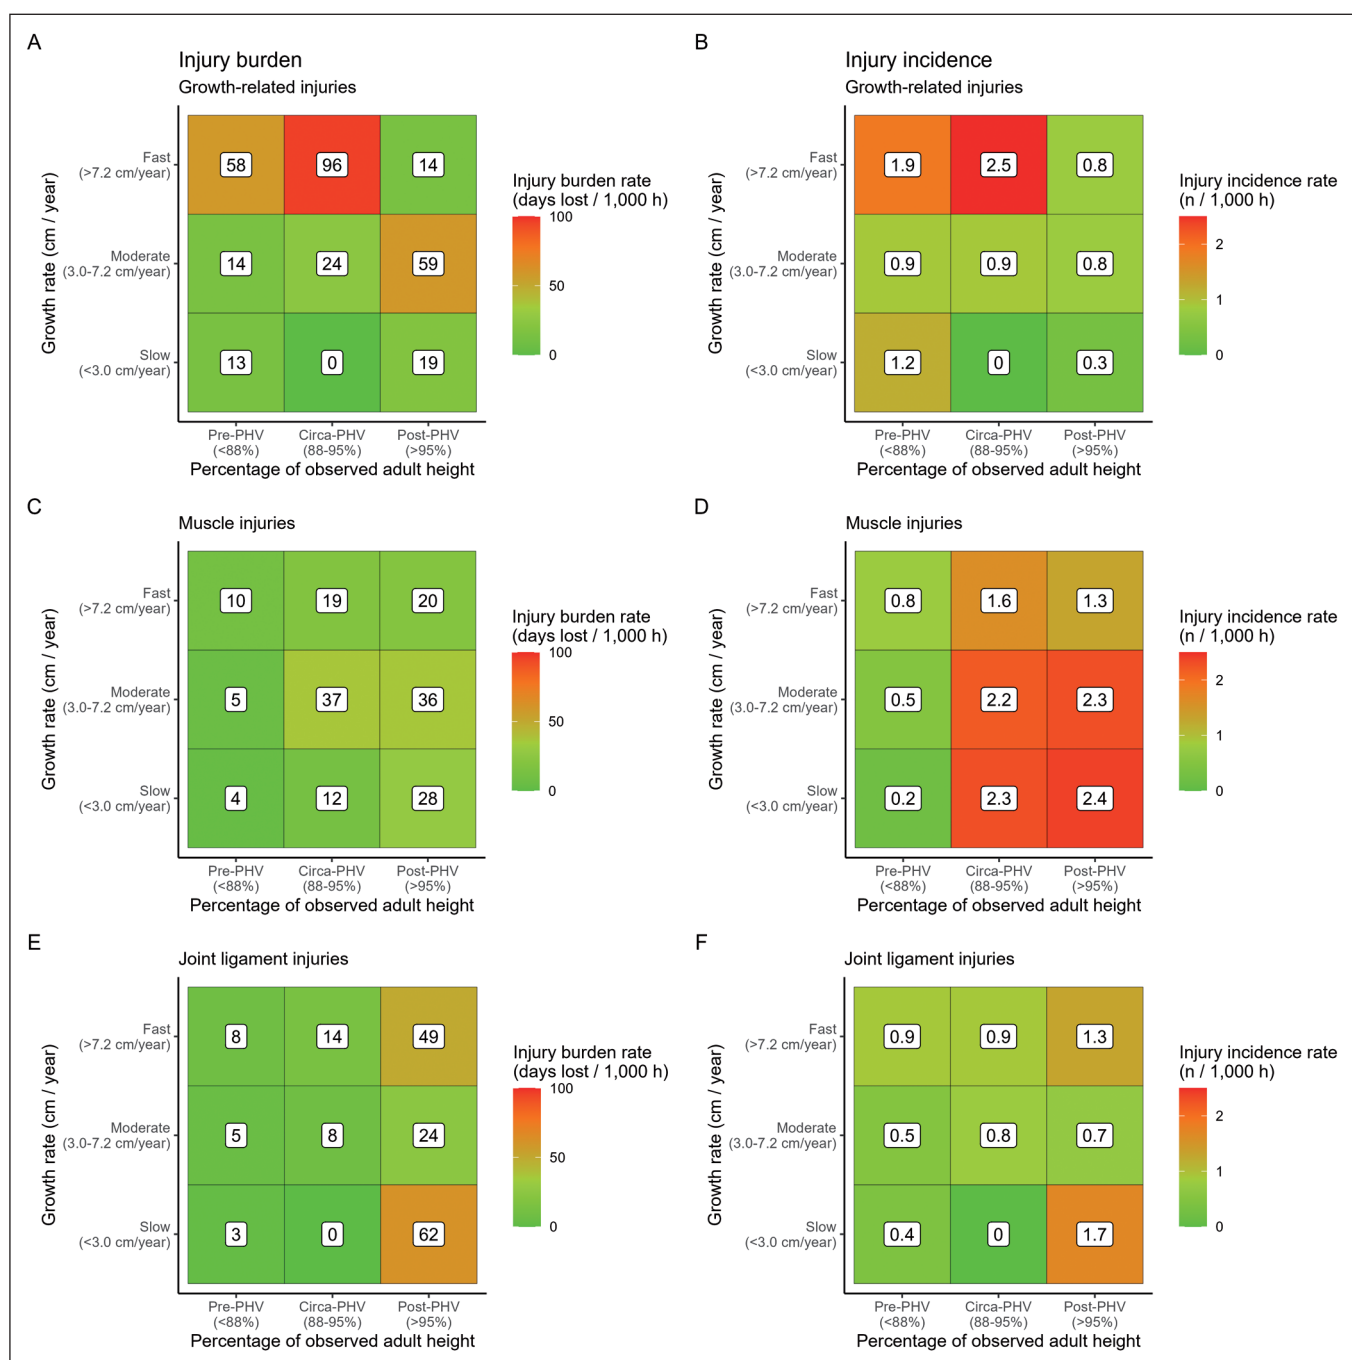 A
Injury burden
Growth-related injuries
Growth rate (cm / year)
Fast
(>7.2 cm/year)
58 96 14
Moderate
(3.0-7.2 cm/year)
14 24 59
Slow
(<3.0 cm/year)
13 0 19
Pre-PHV
(<88%)
Circa-PHV
(88-95%)
Post-PHV
(>95%)
Percentage of observed adult height
Injury burden rate
(days lost / 1,000 h)
100
50
0
B
Injury incidence
Growth-related injuries
Growth rate (cm / year)
Fast
(>7.2 cm/year)
1.9 2.5 0.8
Moderate
(3.0-7.2 cm/year)
0.9 0.9 0.8
Slow
(<3.0 cm/year)
1.2 0 0.3
Pre-PHV
(<88%)
Circa-PHV
(88-95%)
Post-PHV
(>95%)
Percentage of observed adult height
Injury incidence rate
(n / 1,000 h)
2
1
0
C
Muscle injuries
Growth rate (cm / year)
Fast
(>7.2 cm/year)
10 19 20
Moderate
(3.0-7.2 cm/year)
5 37 36
Slow
(<3.0 cm/year)
4 12 28
Pre-PHV
(<88%)
Circa-PHV
(88-95%)
Post-PHV
(>95%)
Percentage of observed adult height
Injury burden rate
(days lost / 1,000 h)
100
50
0
D
Muscle injuries
Growth rate (cm / year)
Fast
(>7.2 cm/year)
0.8 1.6 1.3
Moderate
(3.0-7.2 cm/year)
0.5 2.2 2.3
Slow
(<3.0 cm/year)
0.2 2.3 2.4
Pre-PHV
(<88%)
Circa-PHV
(88-95%)
Post-PHV
(>95%)
Percentage of observed adult height
Injury incidence rate
(n / 1,000 h)
2
1
0
E
Joint ligament injuries
Growth rate (cm / year)
Fast
(>7.2 cm/year)
8 14 49
Moderate
(3.0-7.2 cm/year)
5 8 24
Slow
(<3.0 cm/year)
3 0 62
Pre-PHV
(<88%)
Circa-PHV
(88-95%)
Post-PHV
(>95%)
Percentage of observed adult height
Injury burden rate
(days lost / 1,000 h)
100
50
0
F
Joint ligament injuries
Growth rate (cm / year)
Fast
(>7.2 cm/year)
0.9 0.9 1.3
Moderate
(3.0-7.2 cm/year)
0.5 0.8 0.7
Slow
(<3.0 cm/year)
0.4 0 1.7
Pre-PHV
(<88%)
Circa-PHV
(88-95%)
Post-PHV
(>95%)
Percentage of observed adult height
Injury incidence rate
(n / 1,000 h)
2
1
0